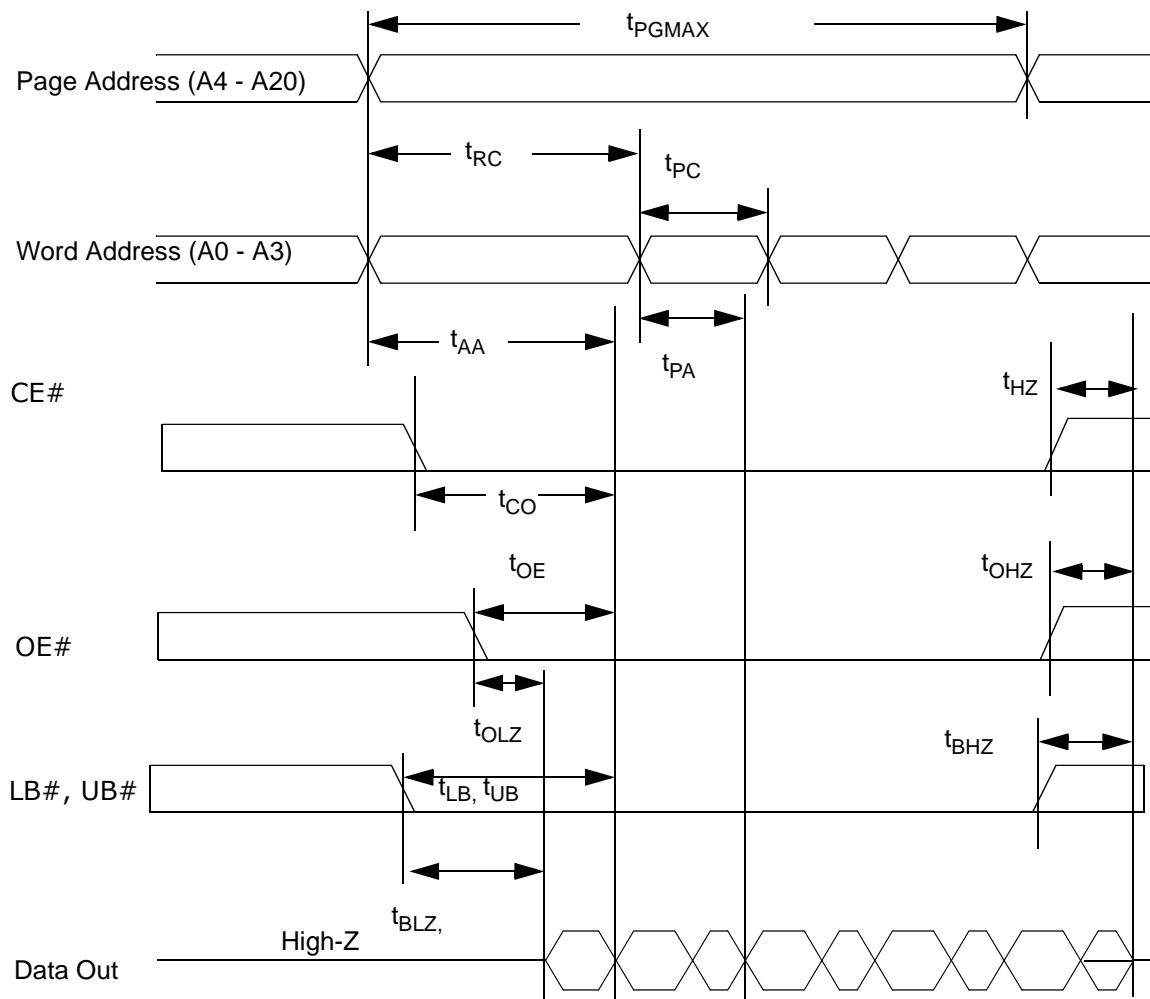 tPGMAX
Page Address (A4 - A20)
tRC
tPC
Word Address (A0 - A3)
tAA
tPA
tHZ
CE#
tCO
tOE
tOHZ
OE#
tOLZ
tBHZ
LB#, UB#
tLB, tUB
tBLZ,
High-Z
Data Out